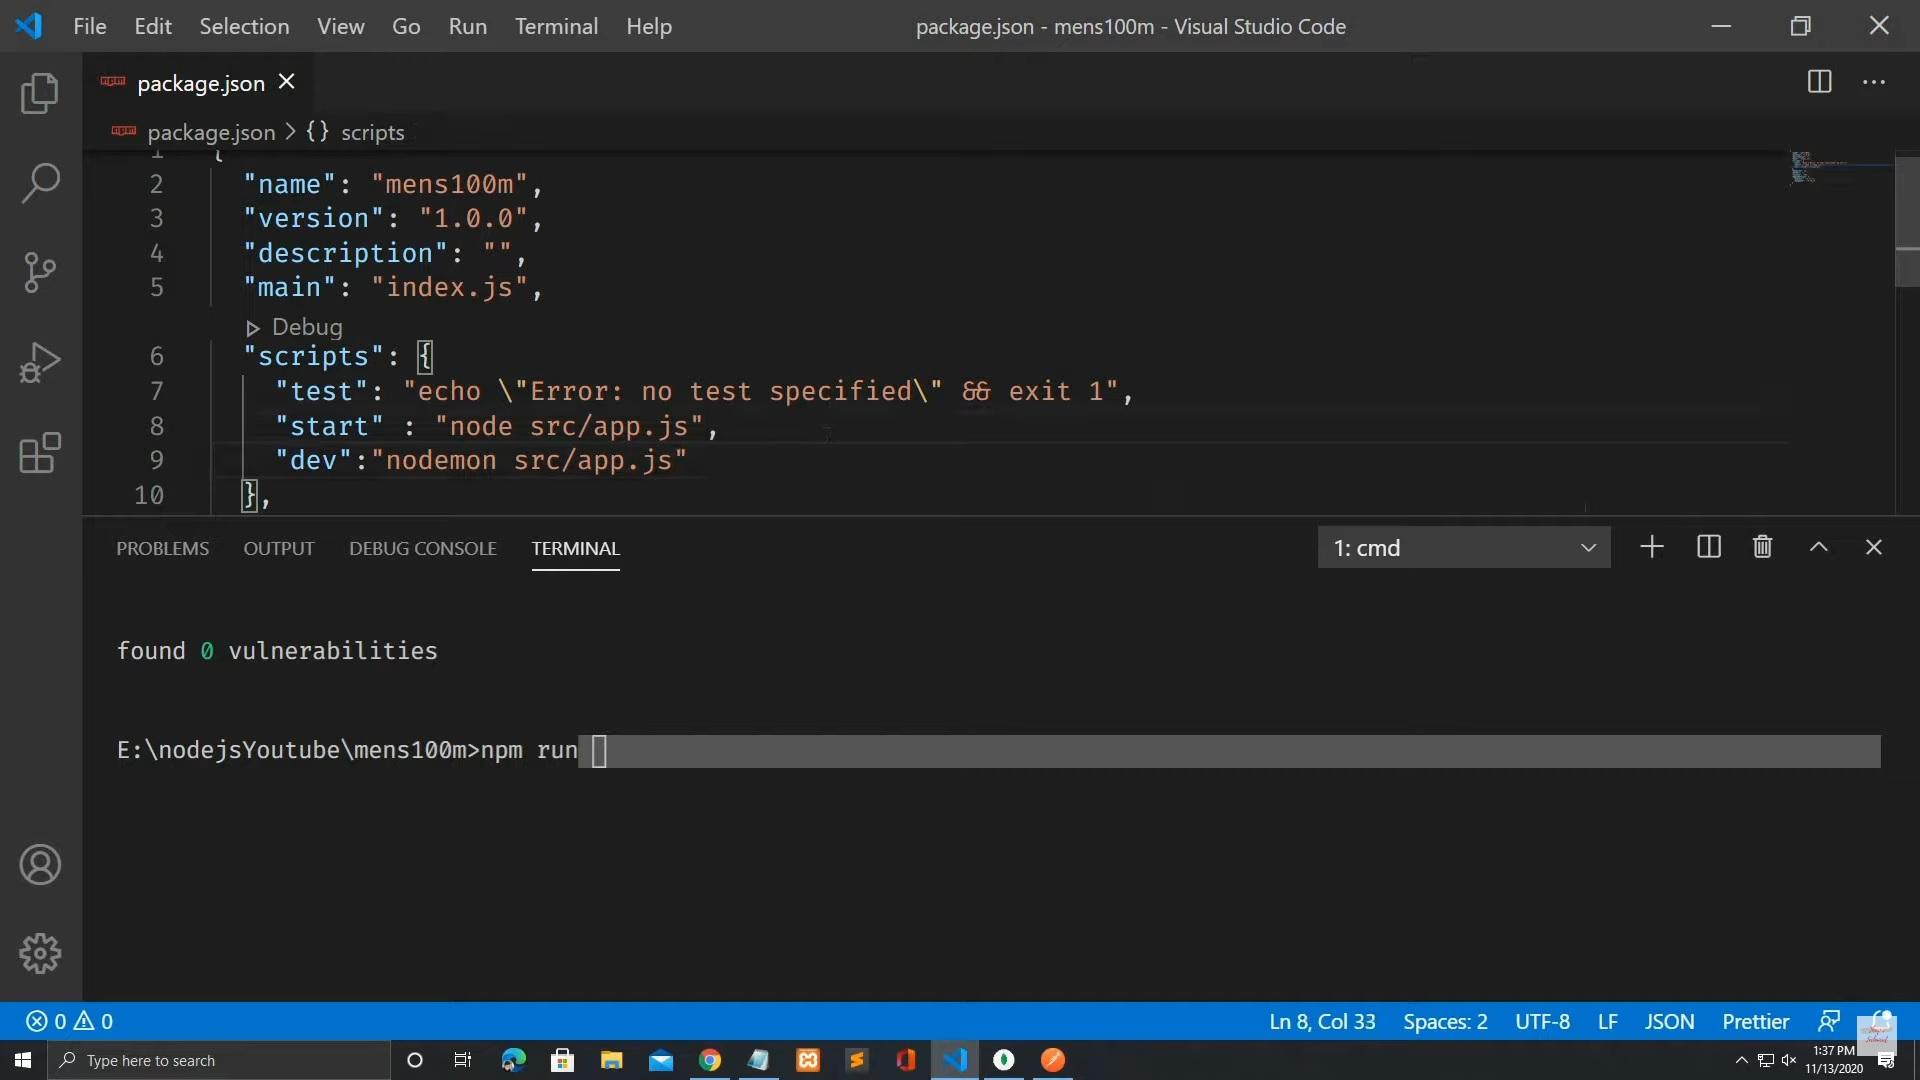 File Edit Selection View Go Run Terminal Help
package.json - mens100m - Visual Studio Code
package.json
package.json > {} scripts
1 {
2 "name": "mens100m",
3 "version": "1.0.0",
4 "description": "",
5 "main": "index.js",
Debug
6 "scripts": {
7 "test": "echo \"Error: no test specified\" && exit 1",
8 "start" : "node src/app.js",
9 "dev":"nodemon src/app.js"
10 },
PROBLEMS OUTPUT DEBUG CONSOLE TERMINAL
1: cmd
found 0 vulnerabilities
E:\nodejsYoutube\mens100m>npm run
0 0
Ln 8, Col 33 Spaces: 2 UTF-8 LF JSON Prettier
Type here to search
1:37 PM
11/13/2020